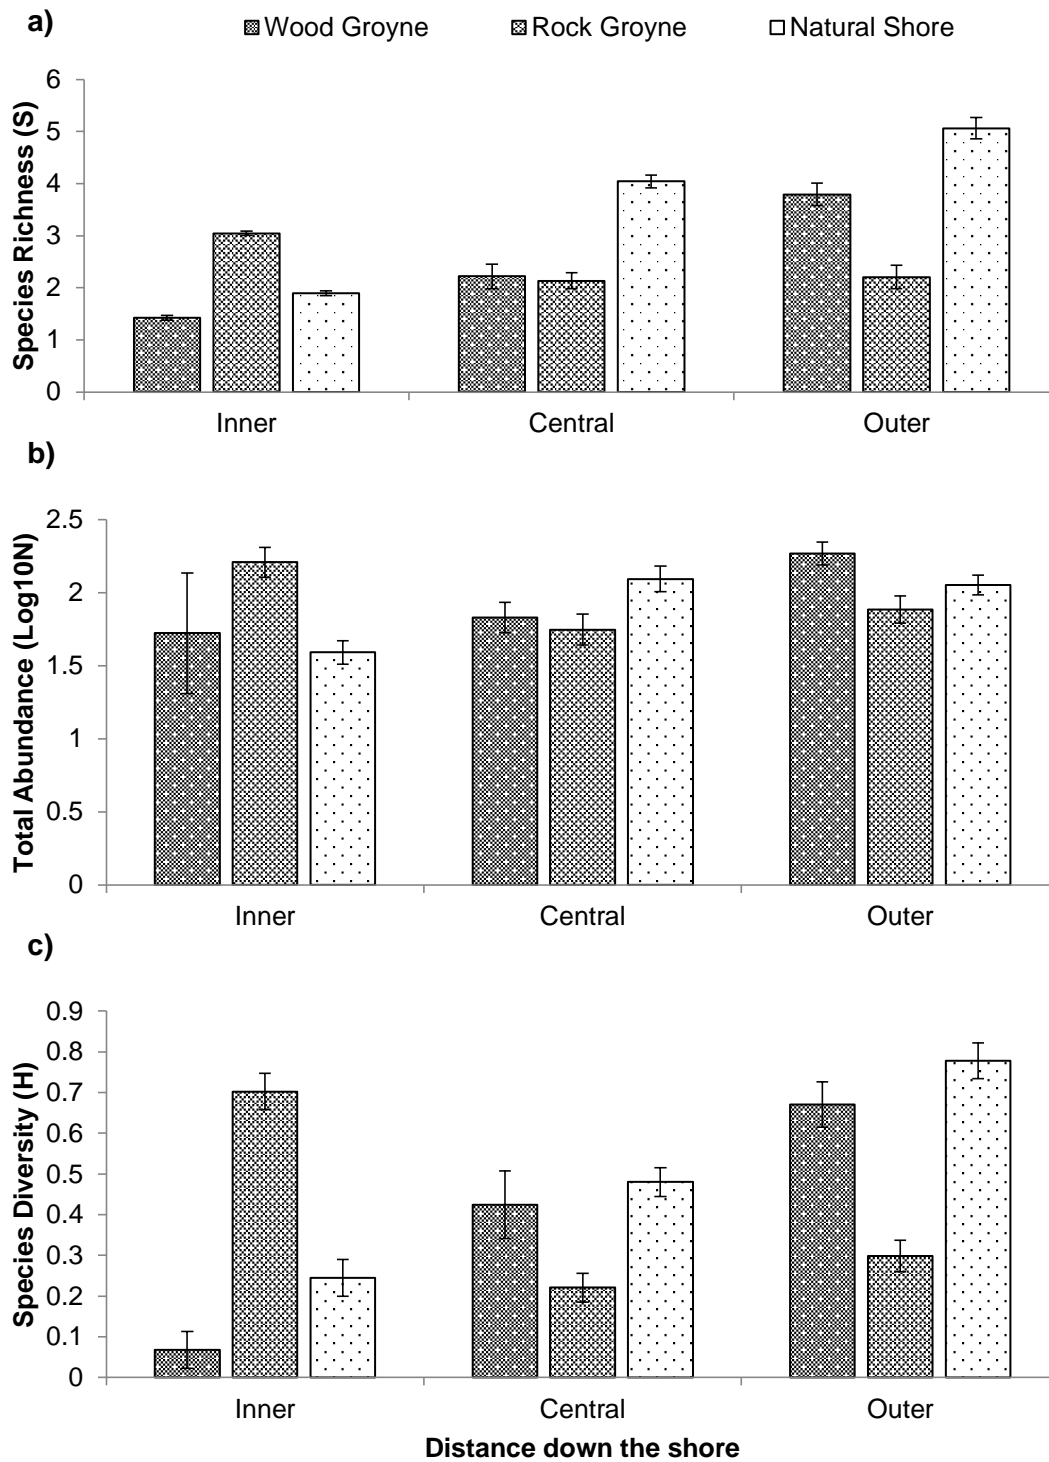 a)
Wood Groyne Rock Groyne Natural Shore
Species Richness (S)
6
5
4
3
2
1
0
Inner Central Outer
b)
Total Abundance (Log10N)
2.5
2
1.5
1
0.5
0
Inner Central Outer
c)
Species Diversity (H)
0.9
0.8
0.7
0.6
0.5
0.4
0.3
0.2
0.1
0
Inner Central Outer
Distance down the shore